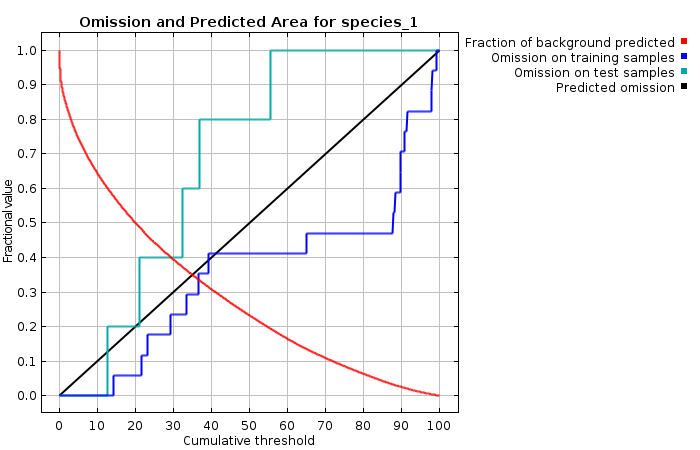 Omission and Predicted Area for species_1
Fraction of background predicted
Omission on training samples
Omission on test samples
Predicted omission
Fractional value
1.0
0.9
0.8
0.7
0.6
0.5
0.4
0.3
0.2
0.1
0.0
0 10 20 30 40 50 60 70 80 90 100
Cumulative threshold